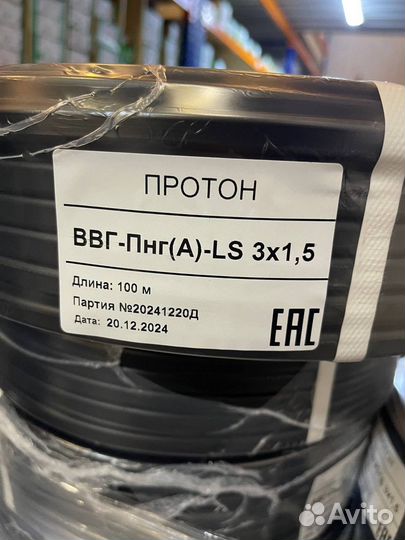 ПРОТОН
ВВГ-Пнг(А)-LS 3х1,5
Длина: 100 м
Партия №20241220Д
Дата: 20.12.2024
EAC
Avito